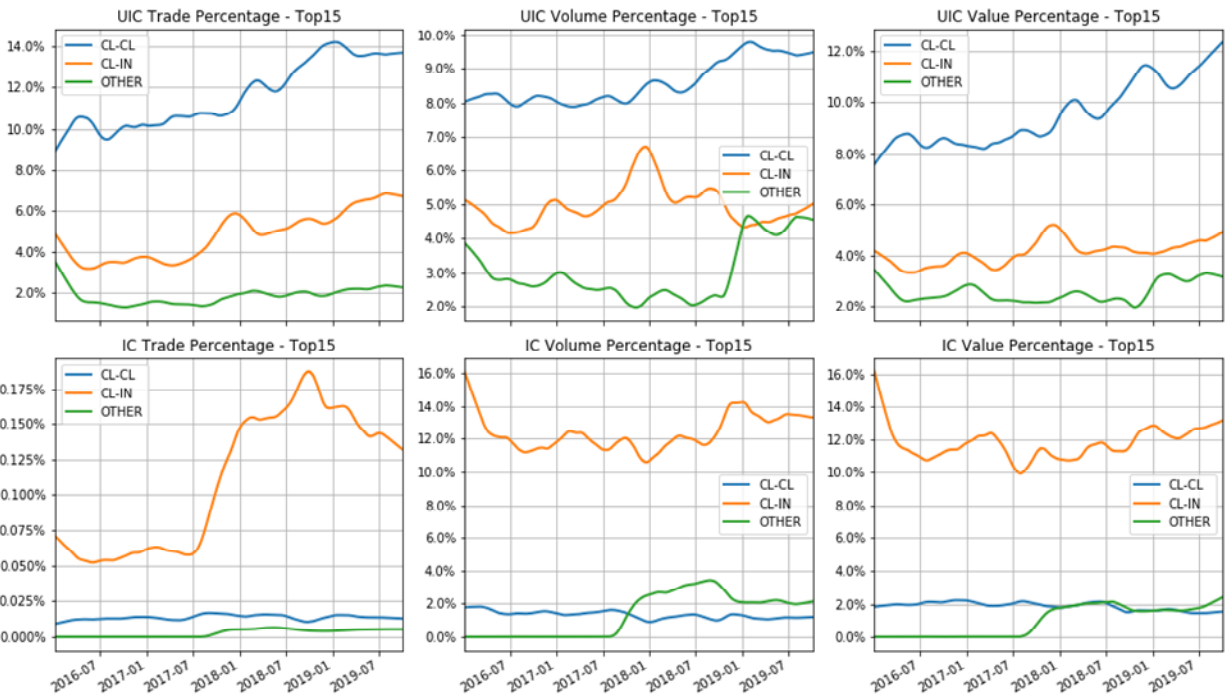 UIC Trade Percentage - Top15
14.0%
12.0%
10.0%
8.0%
6.0%
4.0%
2.0%
CL-CL
CL-IN
OTHER
UIC Volume Percentage - Top15
10.0%
9.0%
8.0%
7.0%
6.0%
5.0%
4.0%
3.0%
2.0%
CL-CL
CL-IN
OTHER
UIC Value Percentage - Top15
12.0%
10.0%
8.0%
6.0%
4.0%
2.0%
CL-CL
CL-IN
OTHER
IC Trade Percentage - Top15
0.175%
0.150%
0.125%
0.100%
0.075%
0.050%
0.025%
0.000%
CL-CL
CL-IN
OTHER
2016-07
2017-01
2017-07
2018-01
2018-07
2019-01
2019-07
IC Volume Percentage - Top15
16.0%
14.0%
12.0%
10.0%
8.0%
6.0%
4.0%
2.0%
0.0%
CL-CL
CL-IN
OTHER
2016-07
2017-01
2017-07
2018-01
2018-07
2019-01
2019-07
IC Value Percentage - Top15
16.0%
14.0%
12.0%
10.0%
8.0%
6.0%
4.0%
2.0%
0.0%
CL-CL
CL-IN
OTHER
2016-07
2017-01
2017-07
2018-01
2018-07
2019-01
2019-07